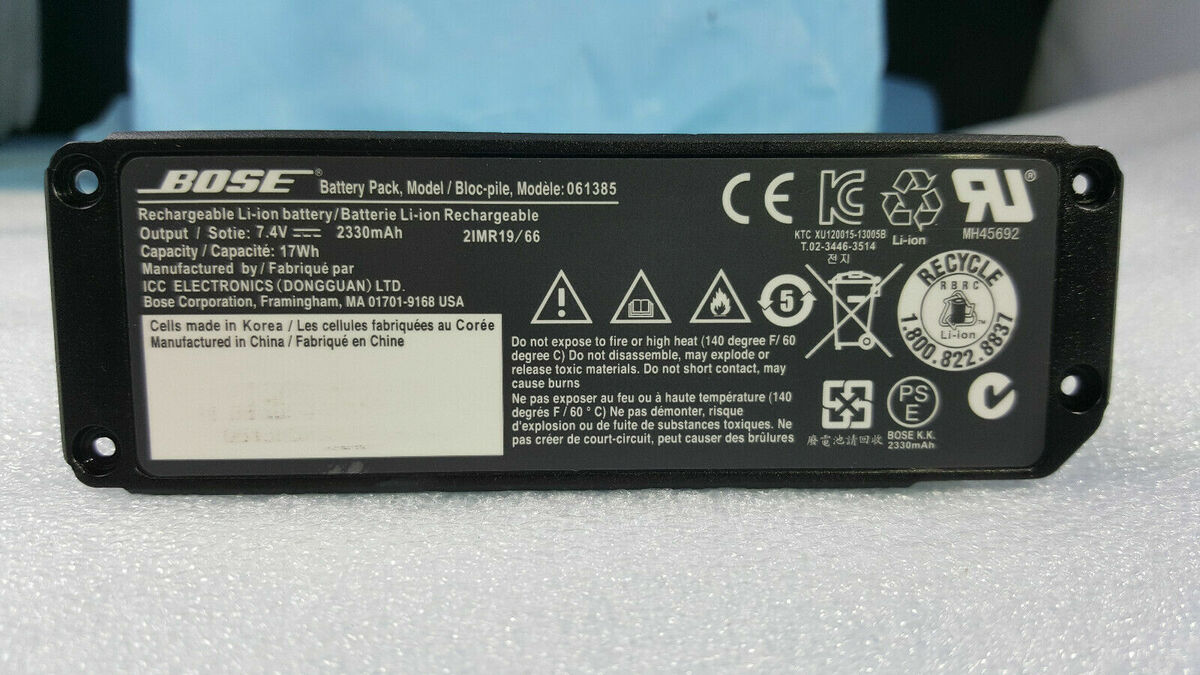 BOSE® Battery Pack, Model / Bloc-pile, Modèle: 061385
Rechargeable Li-ion battery/Batterie Li-ion Rechargeable
Output / Sotie: 7.4V 2330mAh 2IMR19/66
Capacity / Capacité: 17Wh
Manufactured by / Fabriqué par
ICC ELECTRONICS (DONGGUAN) LTD.
Bose Corporation, Framingham, MA 01701-9168 USA
Cells made in Korea / Les cellules fabriquées au Corée
Manufactured in China / Fabriqué en Chine
CE
KC
KTC XU120015-13005B
T.02-3446-3514
전지
Li-ion
RU®
MH45692
5
RECYCLE
RBRC
Li-ion
TM
1.800.822.8837
Do not expose to fire or high heat (140 degree F/ 60
degree C) Do not disassemble, may explode or
release toxic materials. Do not short contact, may
cause burns
Ne pas exposer au feu ou à haute température (140
degrés F / 60 ° C) Ne pas démonter, risque
d'explosion ou de fuite de substances toxiques. Ne
pas créer de court-circuit, peut causer des brûlures
廢電池請回收
PS
E
BOSE K.K.
2330mAh